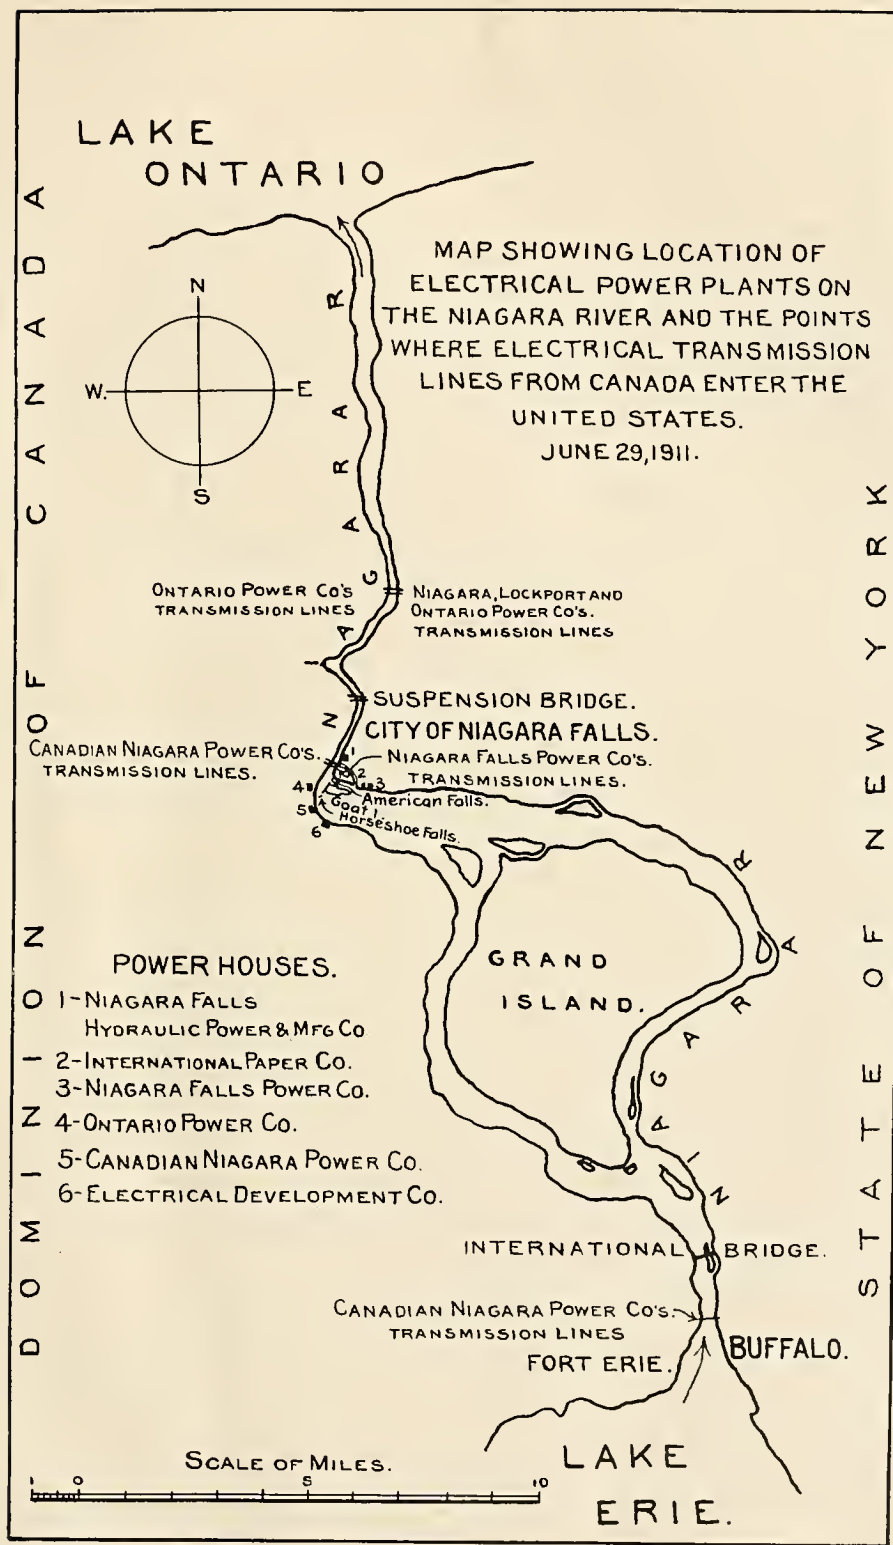 LAKE
ONTARIO
MAP SHOWING LOCATION OF
ELECTRICAL POWER PLANTS ON
THE NIAGARA RIVER AND THE POINTS
WHERE ELECTRICAL TRANSMISSION
LINES FROM CANADA ENTER THE
UNITED STATES.
JUNE 29, 1911.
N
W.
E
S
DOMINION OF CANADA
STATE OF NEW YORK
NIAGARA R
ONTARIO POWER CO'S
TRANSMISSION LINES
NIAGARA, LOCKPORT AND
ONTARIO POWER CO'S.
TRANSMISSION LINES
SUSPENSION BRIDGE.
CITY OF NIAGARA FALLS.
CANADIAN NIAGARA POWER CO'S.
TRANSMISSION LINES.
NIAGARA FALLS POWER CO'S.
TRANSMISSION LINES.
1
2
3
4
5
6
American Falls.
Goat I.
Horseshoe Falls.
GRAND
ISLAND.
NIAGARA R
POWER HOUSES.
1-NIAGARA FALLS
HYDRAULIC POWER & MFG CO
2-INTERNATIONAL PAPER CO.
3-NIAGARA FALLS POWER CO.
4-ONTARIO POWER CO.
5-CANADIAN NIAGARA POWER CO.
6-ELECTRICAL DEVELOPMENT CO.
INTERNATIONAL BRIDGE.
CANADIAN NIAGARA POWER CO'S.
TRANSMISSION LINES
FORT ERIE.
BUFFALO.
LAKE
ERIE.
SCALE OF MILES.
1 0 5 10